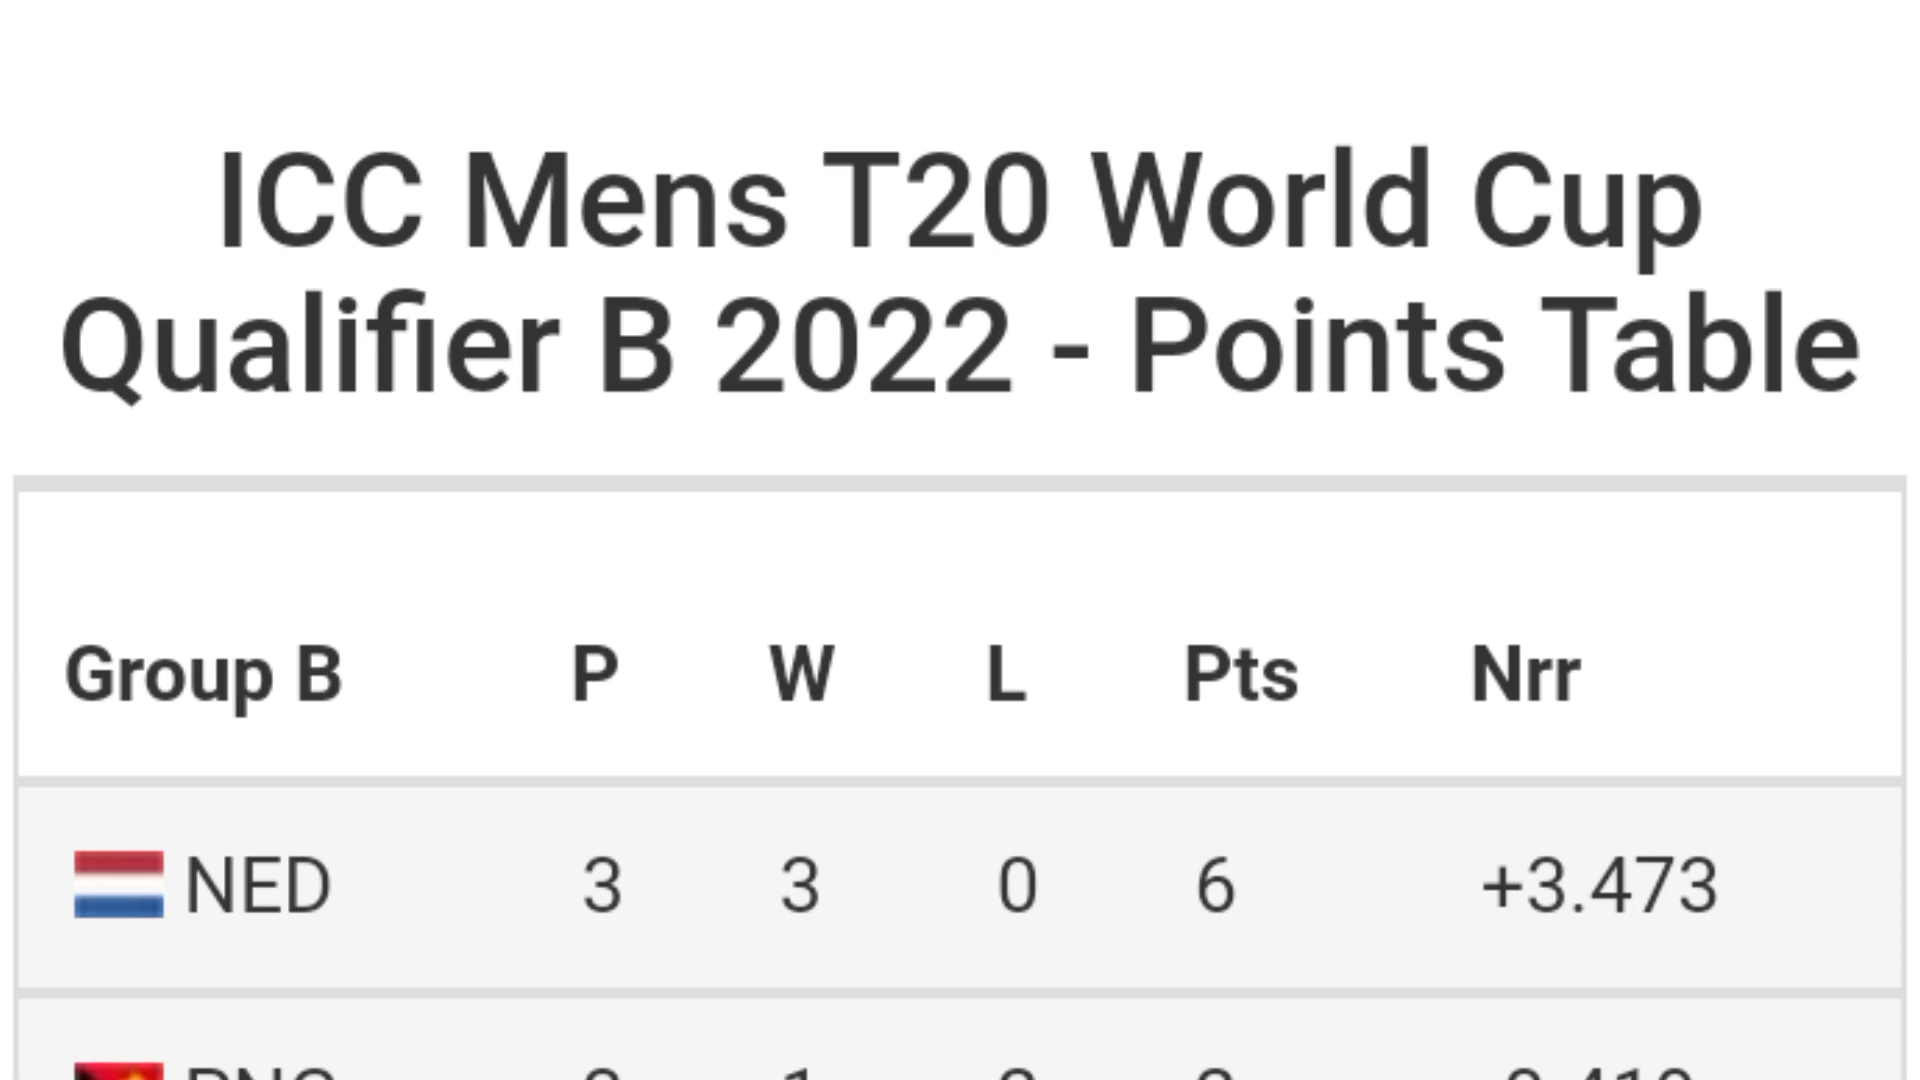 ICC Mens T20 World Cup
Qualifier B 2022 - Points Table
Group B P W L Pts Nrr
NED 3 3 0 6 +3.473
PNG